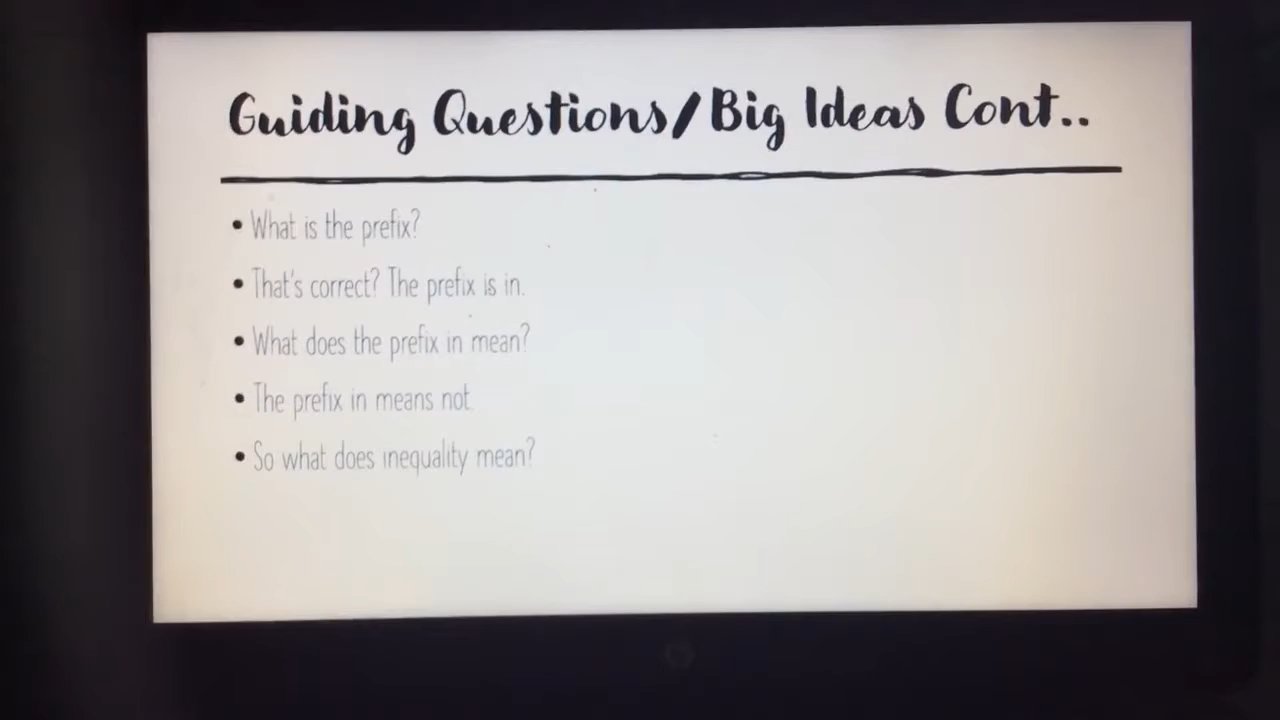 Guiding Questions/Big Ideas Cont..
• What is the prefix?
• That's correct? The prefix is in.
• What does the prefix in mean?
• The prefix in means not.
• So what does inequality mean?